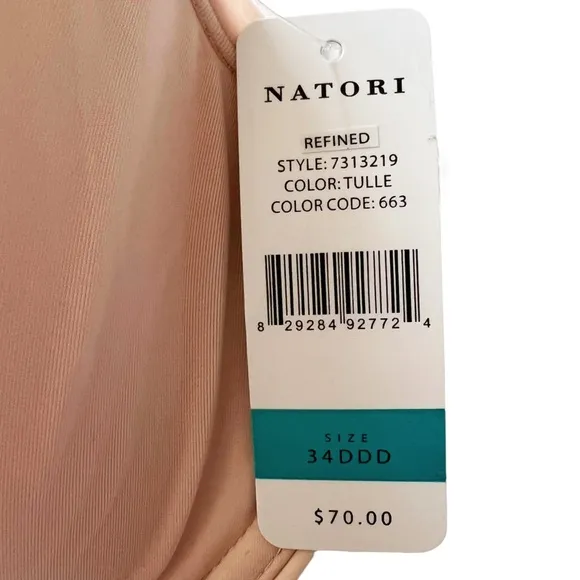 NATORI
REFINED
STYLE: 7313219
COLOR: TULLE
COLOR CODE: 663
8 29284 92772 4
SIZE
34DDD
$70.00